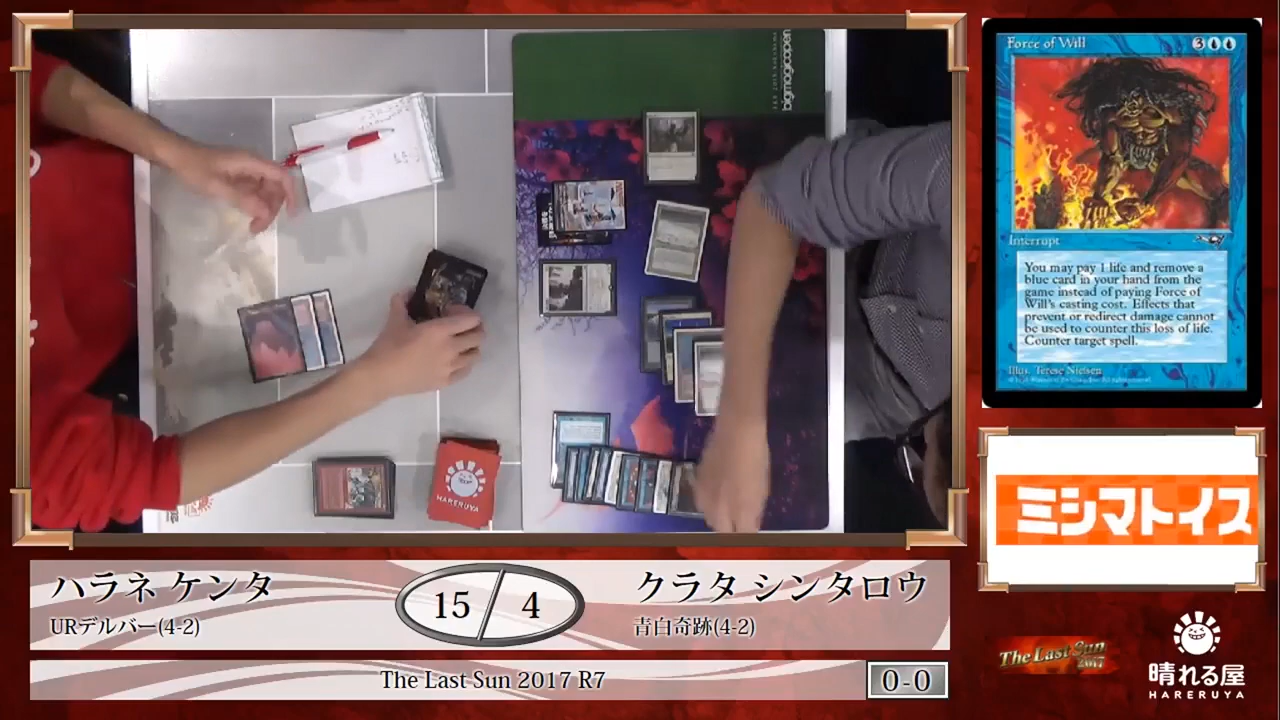 bigmagicopen
HARERUYA
Force of Will 3
Interrupt
You may pay 1 life and remove a
blue card in your hand from the
game instead of paying Force of
Will's casting cost. Effects that
prevent or redirect damage cannot
be used to counter this loss of life.
Counter target spell.
Illus. Terese Nielsen
ミシマトイス
ハラネ ケンタ
URデルバー(4-2)
15 / 4
クラタ シンタロウ
青白奇跡(4-2)
The Last Sun 2017 R7
0-0
The Last Sun
2017
晴れる屋
HARERUYA